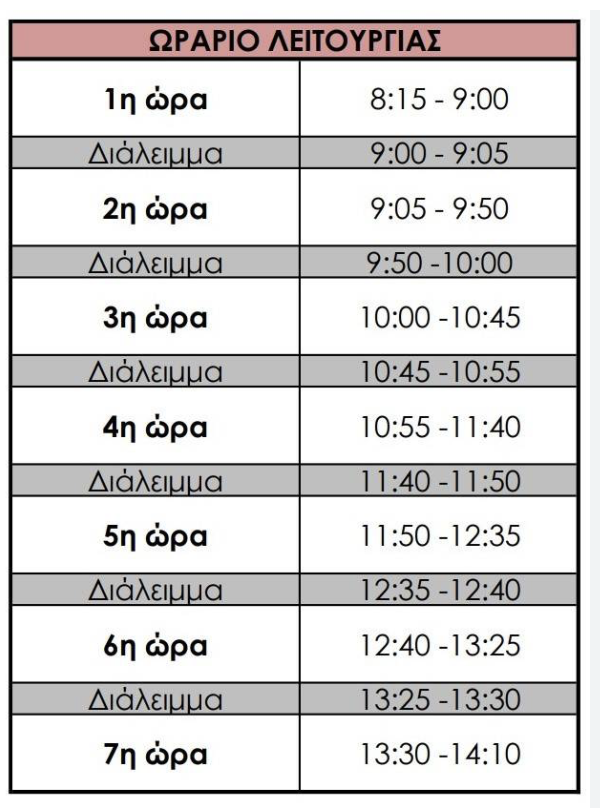 ΩΡΑΡΙΟ ΛΕΙΤΟΥΡΓΙΑΣ
1η ώρα 8:15 - 9:00
Διάλειμμα 9:00 - 9:05
2η ώρα 9:05 - 9:50
Διάλειμμα 9:50 -10:00
3η ώρα 10:00 -10:45
Διάλειμμα 10:45 -10:55
4η ώρα 10:55 -11:40
Διάλειμμα 11:40 -11:50
5η ώρα 11:50 -12:35
Διάλειμμα 12:35 -12:40
6η ώρα 12:40 -13:25
Διάλειμμα 13:25 -13:30
7η ώρα 13:30 -14:10